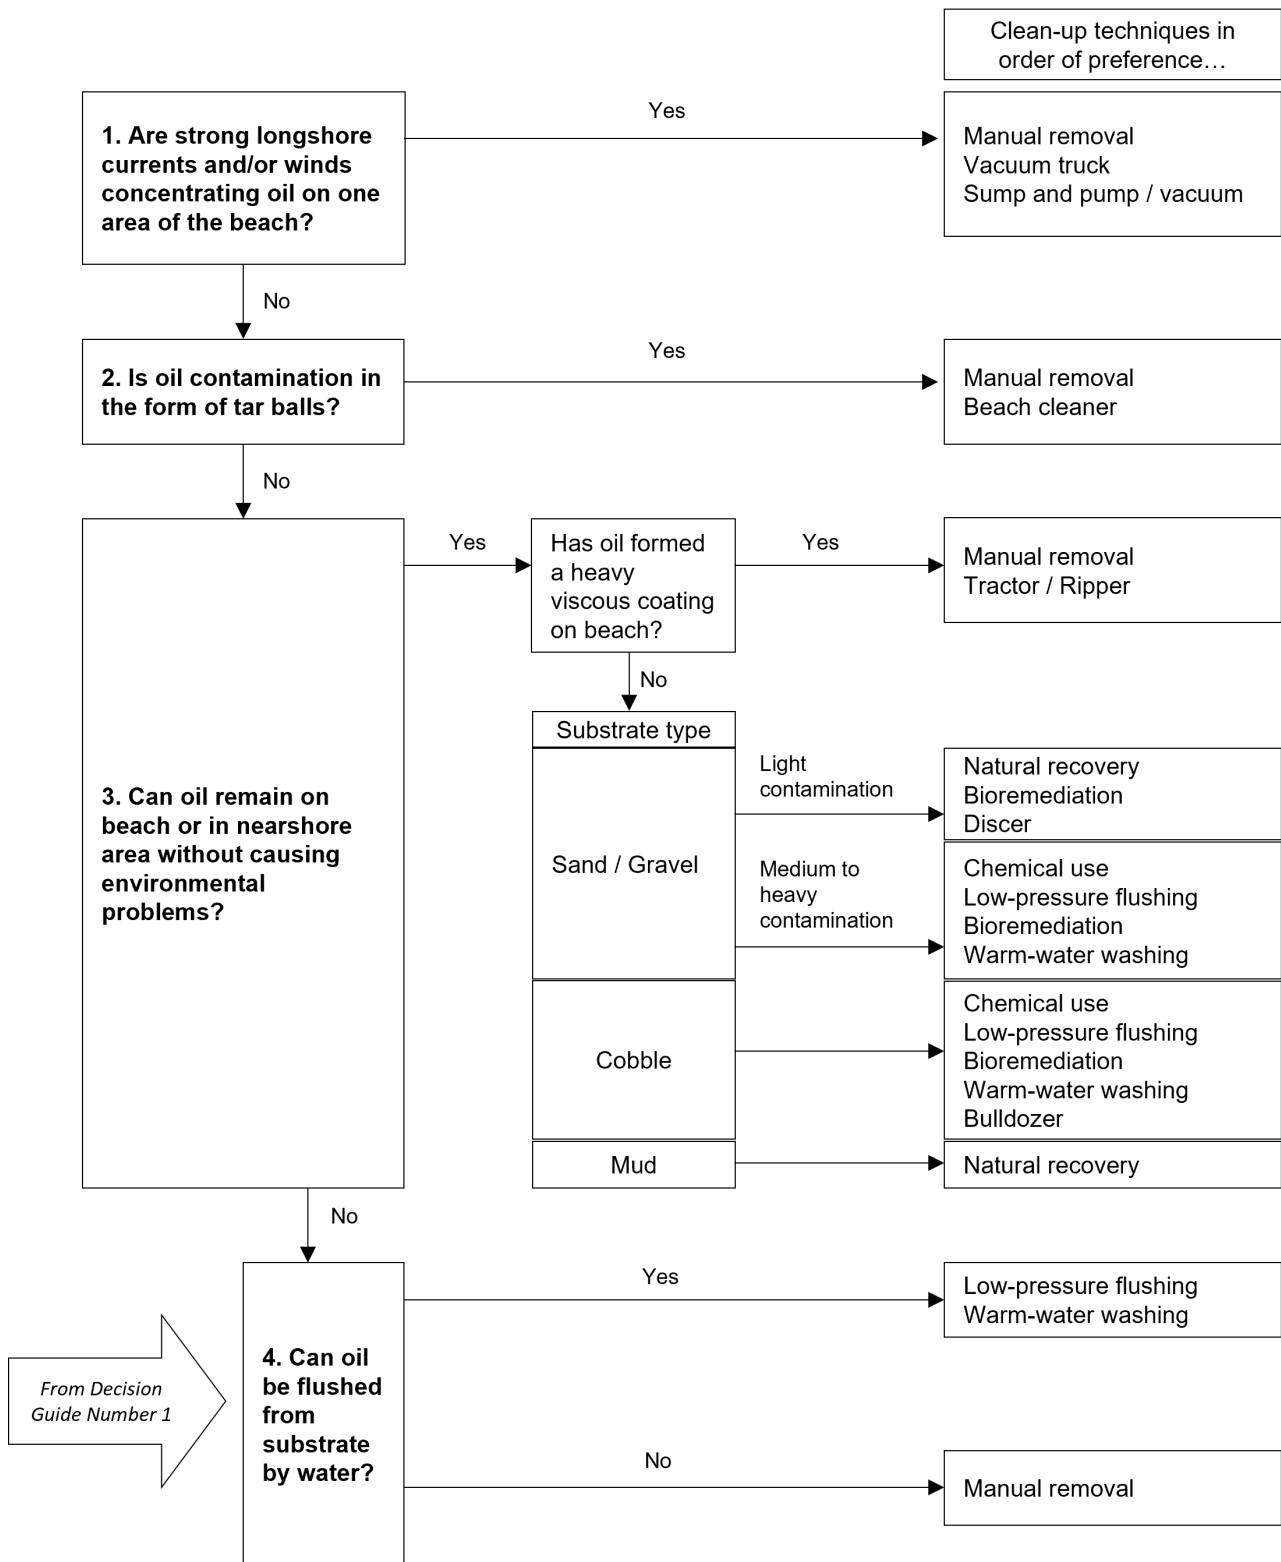 Clean-up techniques in
order of preference…
1. Are strong longshore
currents and/or winds
concentrating oil on one
area of the beach?
Yes
Manual removal
Vacuum truck
Sump and pump / vacuum
No
2. Is oil contamination in
the form of tar balls?
Yes
Manual removal
Beach cleaner
No
3. Can oil remain on
beach or in nearshore
area without causing
environmental
problems?
Yes
Has oil formed
a heavy
viscous coating
on beach?
Yes
Manual removal
Tractor / Ripper
No
Substrate type
Sand / Gravel
Light
contamination
Natural recovery
Bioremediation
Discer
Medium to
heavy
contamination
Chemical use
Low-pressure flushing
Bioremediation
Warm-water washing
Cobble
Chemical use
Low-pressure flushing
Bioremediation
Warm-water washing
Bulldozer
Mud
Natural recovery
No
From Decision
Guide Number 1
4. Can oil
be flushed
from
substrate
by water?
Yes
Low-pressure flushing
Warm-water washing
No
Manual removal